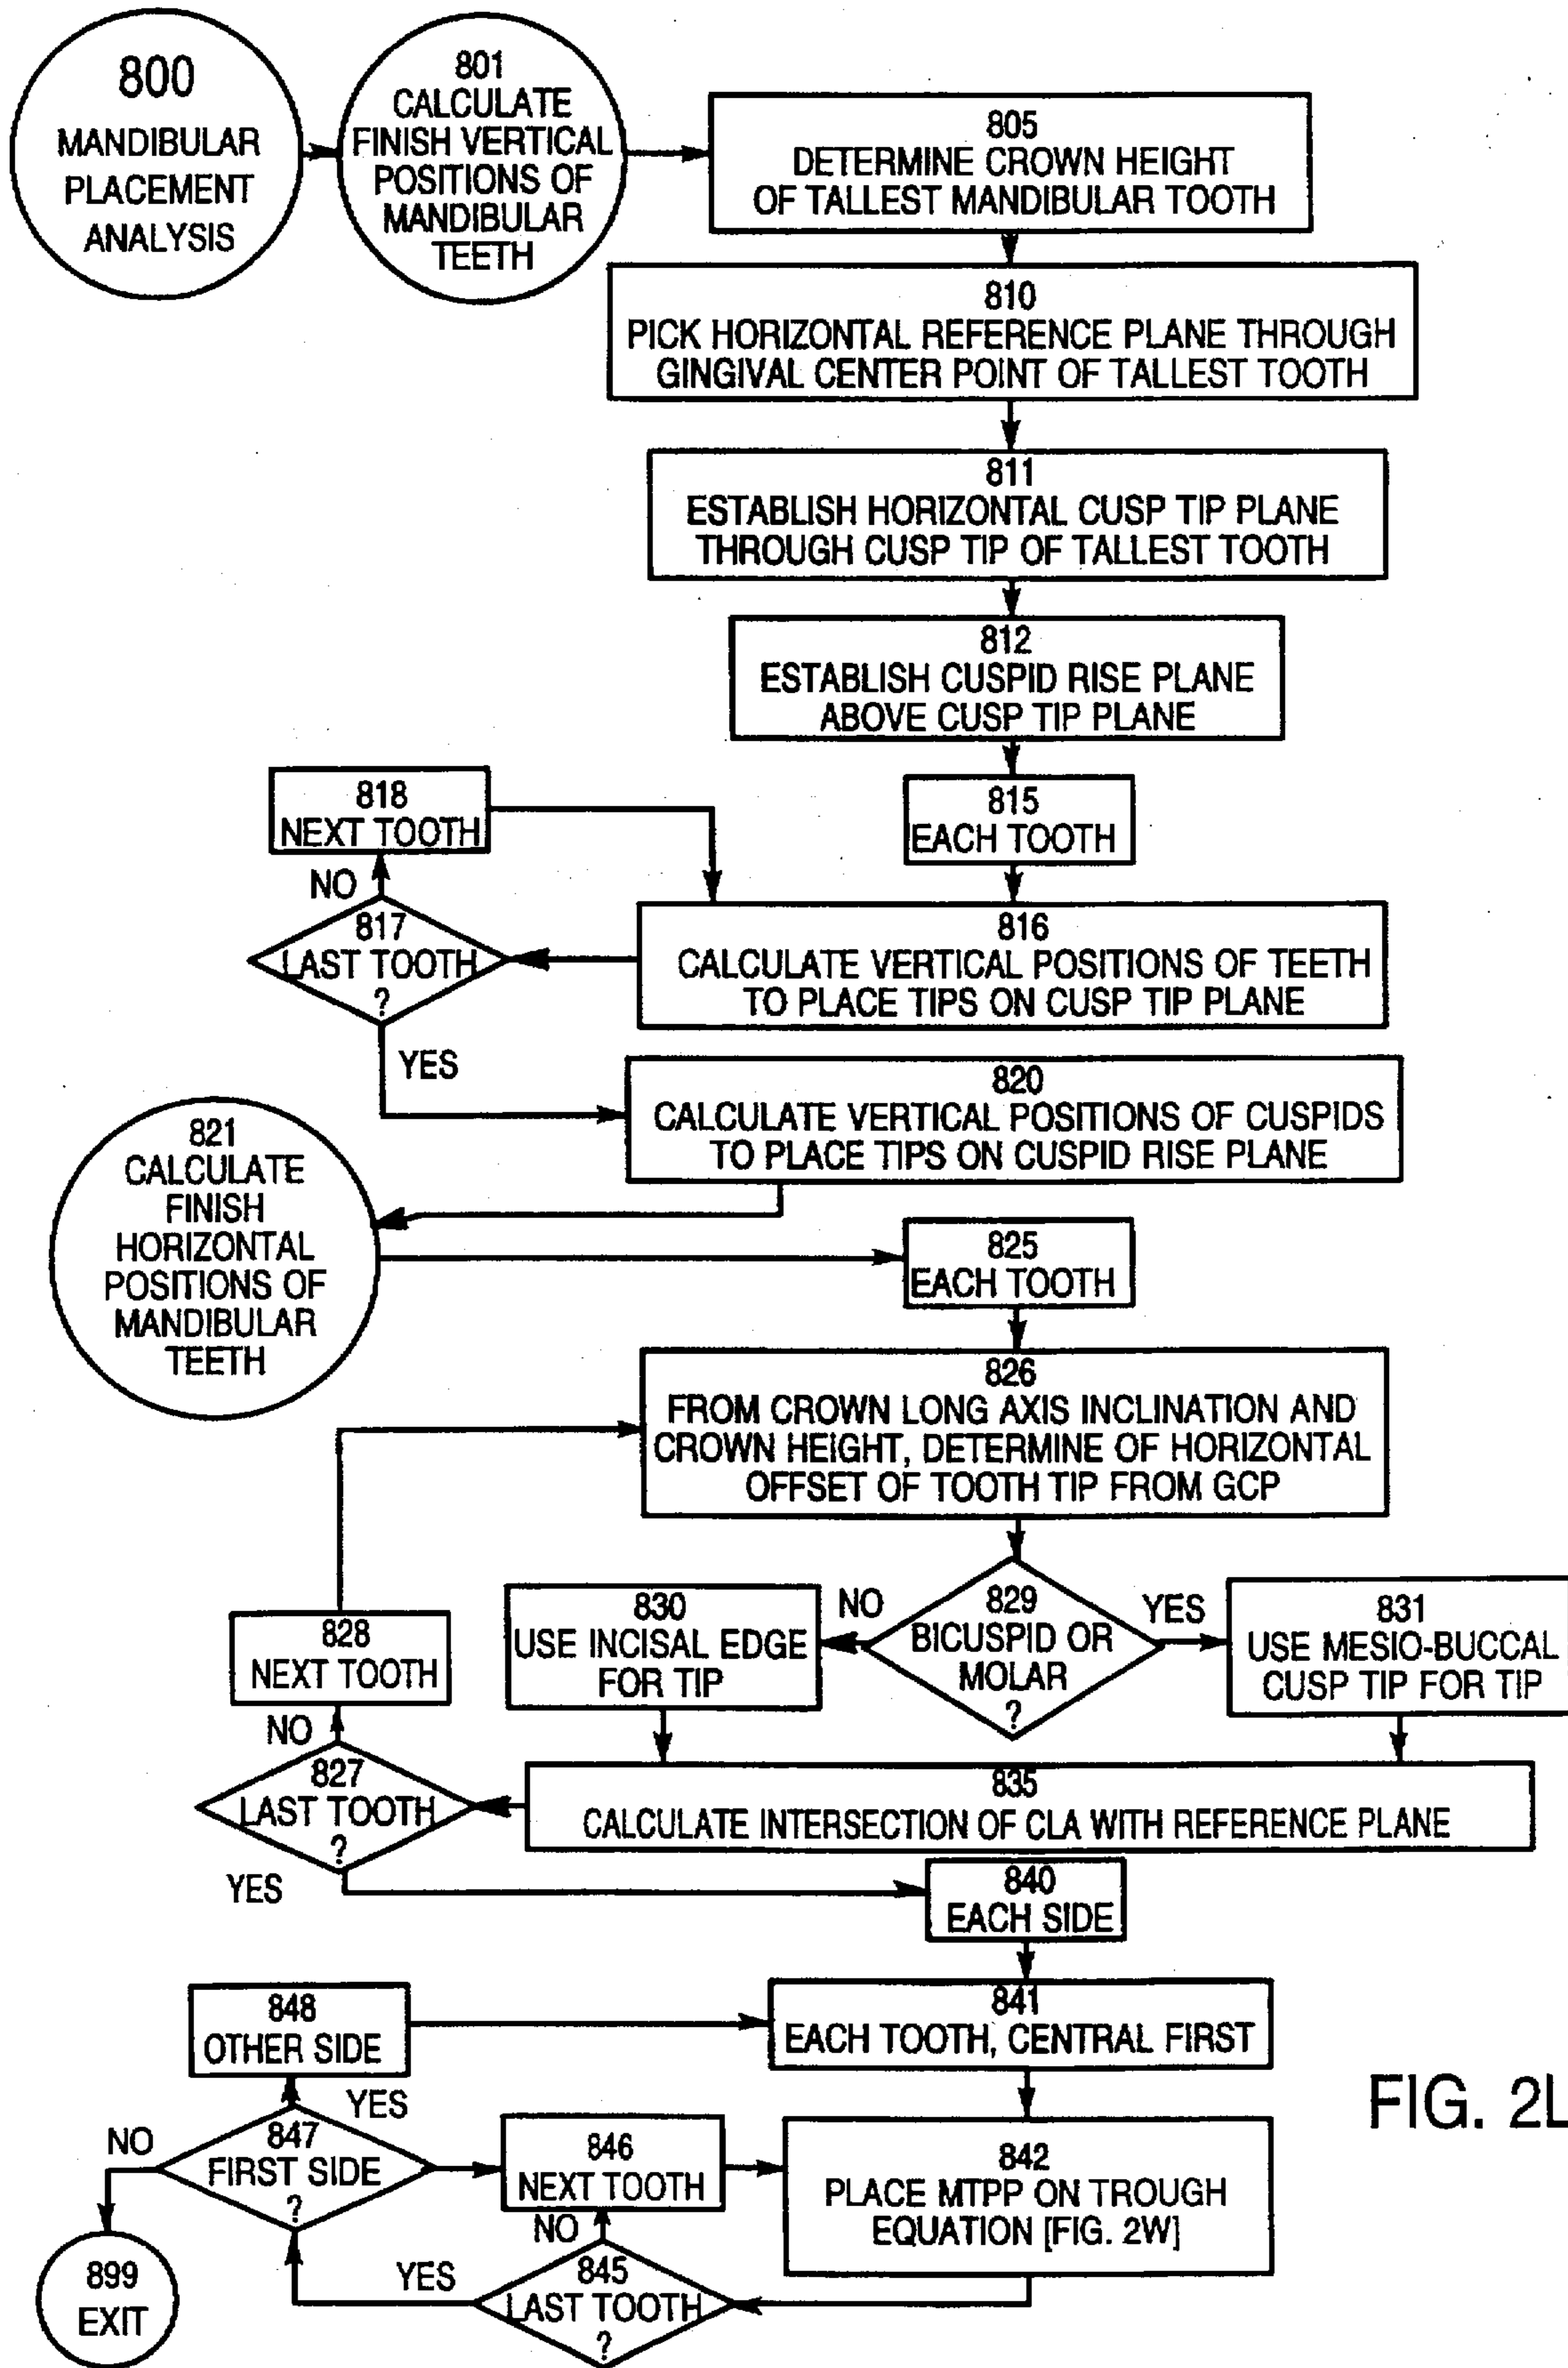 800
MANDIBULAR
PLACEMENT
ANALYSIS
801
CALCULATE
FINISH VERTICAL
POSITIONS OF
MANDIBULAR
TEETH
805
DETERMINE CROWN HEIGHT
OF TALLEST MANDIBULAR TOOTH
810
PICK HORIZONTAL REFERENCE PLANE THROUGH
GINGIVAL CENTER POINT OF TALLEST TOOTH
811
ESTABLISH HORIZONTAL CUSP TIP PLANE
THROUGH CUSP TIP OF TALLEST TOOTH
812
ESTABLISH CUSPID RISE PLANE
ABOVE CUSP TIP PLANE
818
NEXT TOOTH
815
EACH TOOTH
NO
817
LAST TOOTH
?
816
CALCULATE VERTICAL POSITIONS OF TEETH
TO PLACE TIPS ON CUSP TIP PLANE
YES
820
CALCULATE VERTICAL POSITIONS OF CUSPIDS
TO PLACE TIPS ON CUSPID RISE PLANE
821
CALCULATE
FINISH
HORIZONTAL
POSITIONS OF
MANDIBULAR
TEETH
825
EACH TOOTH
826
FROM CROWN LONG AXIS INCLINATION AND
CROWN HEIGHT, DETERMINE OF HORIZONTAL
OFFSET OF TOOTH TIP FROM GCP
828
NEXT TOOTH
830
USE INCISAL EDGE
FOR TIP
NO
829
BICUSPID OR
MOLAR
?
YES
831
USE MESIO-BUCCAL
CUSP TIP FOR TIP
NO
827
LAST TOOTH
?
835
CALCULATE INTERSECTION OF CLA WITH REFERENCE PLANE
YES
840
EACH SIDE
848
OTHER SIDE
841
EACH TOOTH, CENTRAL FIRST
YES
NO
847
FIRST SIDE
?
846
NEXT TOOTH
842
PLACE MTPP ON TROUGH
EQUATION [FIG. 2W]
NO
899
EXIT
YES
845
LAST TOOTH
?
FIG. 2L